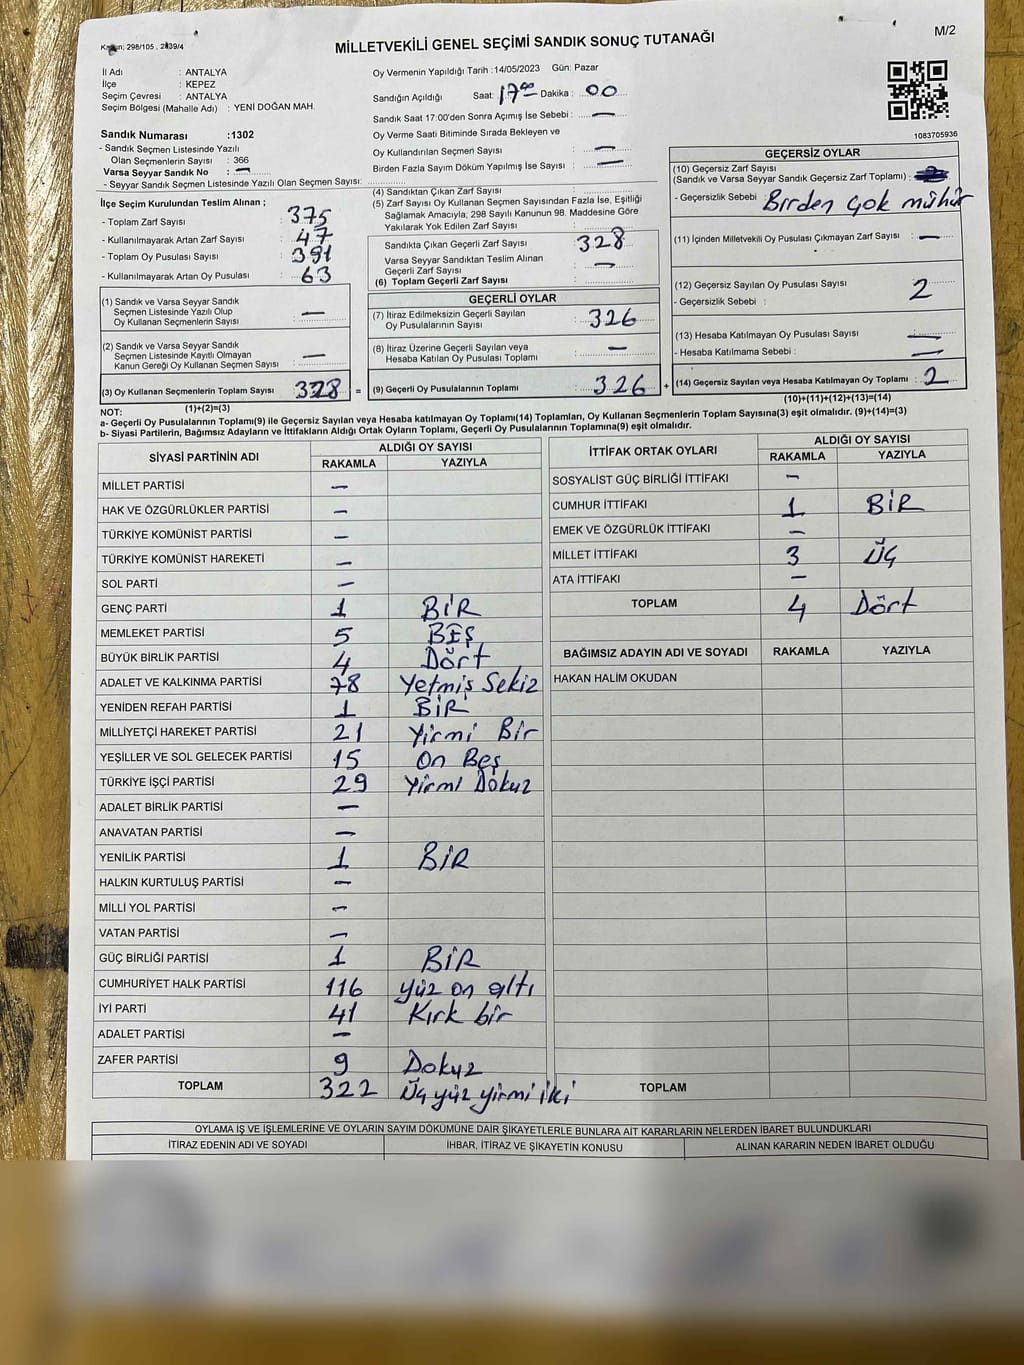 Kanun; 298/105 , 2839/4
M/2
MİLLETVEKİLİ GENEL SEÇİMİ SANDIK SONUÇ TUTANAĞI
İl Adı : ANTALYA
İlçe : KEPEZ
Seçim Çevresi : ANTALYA
Seçim Bölgesi (Mahalle Adı) : YENİ DOĞAN MAH.
Sandık Numarası :1302
- Sandık Seçmen Listesinde Yazılı
Olan Seçmenlerin Sayısı : 366
Varsa Seyyar Sandık No : —
- Seyyar Sandık Seçmen Listesinde Yazılı Olan Seçmen Sayısı:
İlçe Seçim Kurulundan Teslim Alınan ;
- Toplam Zarf Sayısı : 375
- Kullanılmayarak Artan Zarf Sayısı : 47
- Toplam Oy Pusulası Sayısı : 391
- Kullanılmayarak Artan Oy Pusulası : 63
(1) Sandık ve Varsa Seyyar Sandık
Seçmen Listesinde Yazılı Olup
Oy Kullanan Seçmenlerin Sayısı : —
(2) Sandık ve Varsa Seyyar Sandık
Seçmen Listesinde Kayıtlı Olmayan
Kanun Gereği Oy Kullanan Seçmen Sayısı : —
(3) Oy Kullanan Seçmenlerin Toplam Sayısı : 328 =
(1)+(2)=(3)
Oy Vermenin Yapıldığı Tarih :14/05/2023 Gün: Pazar
Sandığın Açıldığı Saat: 17⁰⁰ Dakika : 00
Sandık Saat 17:00'den Sonra Açımış İse Sebebi : —
Oy Verme Saati Bitiminde Sırada Bekleyen ve
Oy Kullandırılan Seçmen Sayısı : —
Birden Fazla Sayım Döküm Yapılmış İse Sayısı : —
(4) Sandıktan Çıkan Zarf Sayısı :
(5) Zarf Sayısı Oy Kullanan Seçmen Sayısından Fazla İse, Eşitliği
Sağlamak Amacıyla, 298 Sayılı Kanunun 98. Maddesine Göre
Yakılarak Yok Edilen Zarf Sayısı :
Sandıkta Çıkan Geçerli Zarf Sayısı : 328
Varsa Seyyar Sandıktan Teslim Alınan
Geçerli Zarf Sayısı : —
(6) Toplam Geçerli Zarf Sayısı :
GEÇERLİ OYLAR
(7) İtiraz Edilmeksizin Geçerli Sayılan
Oy Pusulalarının Sayısı : 326
(8) İtiraz Üzerine Geçerli Sayılan veya
Hesaba Katılan Oy Pusulası Toplamı : —
(9) Geçerli Oy Pusulalarının Toplamı : 326 +
1083705936
GEÇERSİZ OYLAR
(10) Geçersiz Zarf Sayısı
(Sandık ve Varsa Seyyar Sandık Geçersiz Zarf Toplamı) :
- Geçersizlik Sebebi : Birden çok mühür
(11) İçinden Milletvekili Oy Pusulası Çıkmayan Zarf Sayısı : —
(12) Geçersiz Sayılan Oy Pusulası Sayısı : 2
- Geçersizlik Sebebi :
(13) Hesaba Katılmayan Oy Pusulası Sayısı : —
- Hesaba Katılmama Sebebi : —
(14) Geçersiz Sayılan veya Hesaba Katılmayan Oy Toplamı : 2
(10)+(11)+(12)+(13)=(14)
NOT:
a- Geçerli Oy Pusulalarının Toplamı(9) ile Geçersiz Sayılan veya Hesaba katılmayan Oy Toplamı(14) Toplamları, Oy Kullanan Seçmenlerin Toplam Sayısına(3) eşit olmalıdır. (9)+(14)=(3)
b- Siyasi Partilerin, Bağımsız Adayların ve İttifakların Aldığı Ortak Oyların Toplamı, Geçerli Oy Pusulalarının Toplamına(9) eşit olmalıdır.
SİYASİ PARTİNİN ADI ALDIĞI OY SAYISI
RAKAMLA YAZIYLA
MİLLET PARTİSİ —
HAK VE ÖZGÜRLÜKLER PARTİSİ —
TÜRKİYE KOMÜNİST PARTİSİ —
TÜRKİYE KOMÜNİST HAREKETİ —
SOL PARTİ —
GENÇ PARTİ 1 BİR
MEMLEKET PARTİSİ 5 BEŞ
BÜYÜK BİRLİK PARTİSİ 4 Dört
ADALET VE KALKINMA PARTİSİ 78 Yetmiş Sekiz
YENİDEN REFAH PARTİSİ 1 BİR
MİLLİYETÇİ HAREKET PARTİSİ 21 Yirmi Bir
YEŞİLLER VE SOL GELECEK PARTİSİ 15 On Beş
TÜRKİYE İŞÇİ PARTİSİ 29 Yirmi Dokuz
ADALET BİRLİK PARTİSİ —
ANAVATAN PARTİSİ —
YENİLİK PARTİSİ 1 BİR
HALKIN KURTULUŞ PARTİSİ —
MİLLİ YOL PARTİSİ —
VATAN PARTİSİ —
GÜÇ BİRLİĞİ PARTİSİ 1 BİR
CUMHURİYET HALK PARTİSİ 116 yüz on altı
İYİ PARTİ 41 Kırk bir
ADALET PARTİSİ —
ZAFER PARTİSİ 9 Dokuz
TOPLAM 322 Üç yüz yirmi iki
İTTİFAK ORTAK OYLARI ALDIĞI OY SAYISI
RAKAMLA YAZIYLA
SOSYALİST GÜÇ BİRLİĞİ İTTİFAKI —
CUMHUR İTTİFAKI 1 BİR
EMEK VE ÖZGÜRLÜK İTTİFAKI —
MİLLET İTTİFAKI 3 Üç
ATA İTTİFAKI —
TOPLAM 4 Dört
BAĞIMSIZ ADAYIN ADI VE SOYADI RAKAMLA YAZIYLA
HAKAN HALİM OKUDAN
TOPLAM
OYLAMA İŞ VE İŞLEMLERİNE VE OYLARIN SAYIM DÖKÜMÜNE DAİR ŞİKAYETLERLE BUNLARA AİT KARARLARIN NELERDEN İBARET BULUNDUKLARI
İTİRAZ EDENİN ADI VE SOYADI İHBAR, İTİRAZ VE ŞİKAYETİN KONUSU ALINAN KARARIN NEDEN İBARET OLDUĞU